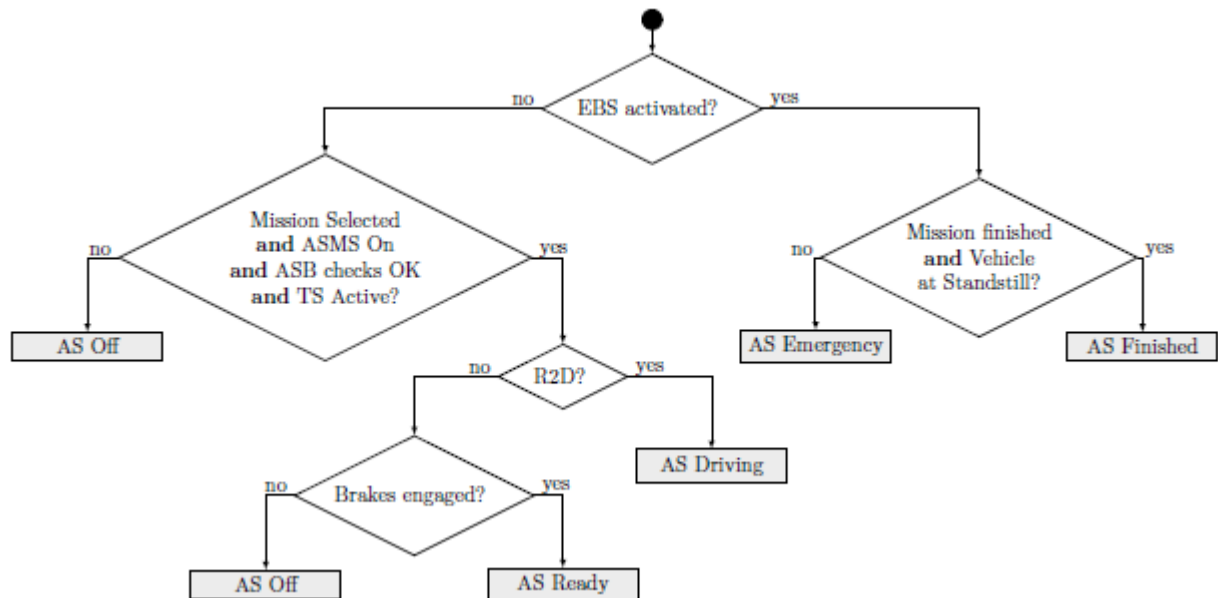 EBS activated?
no
yes
Mission Selected
and ASMS On
and ASB checks OK
and TS Active?
no
yes
Mission finished
and Vehicle
at Standstill?
no
yes
AS Off
AS Emergency
AS Finished
R2D?
no
yes
AS Driving
Brakes engaged?
no
yes
AS Off
AS Ready